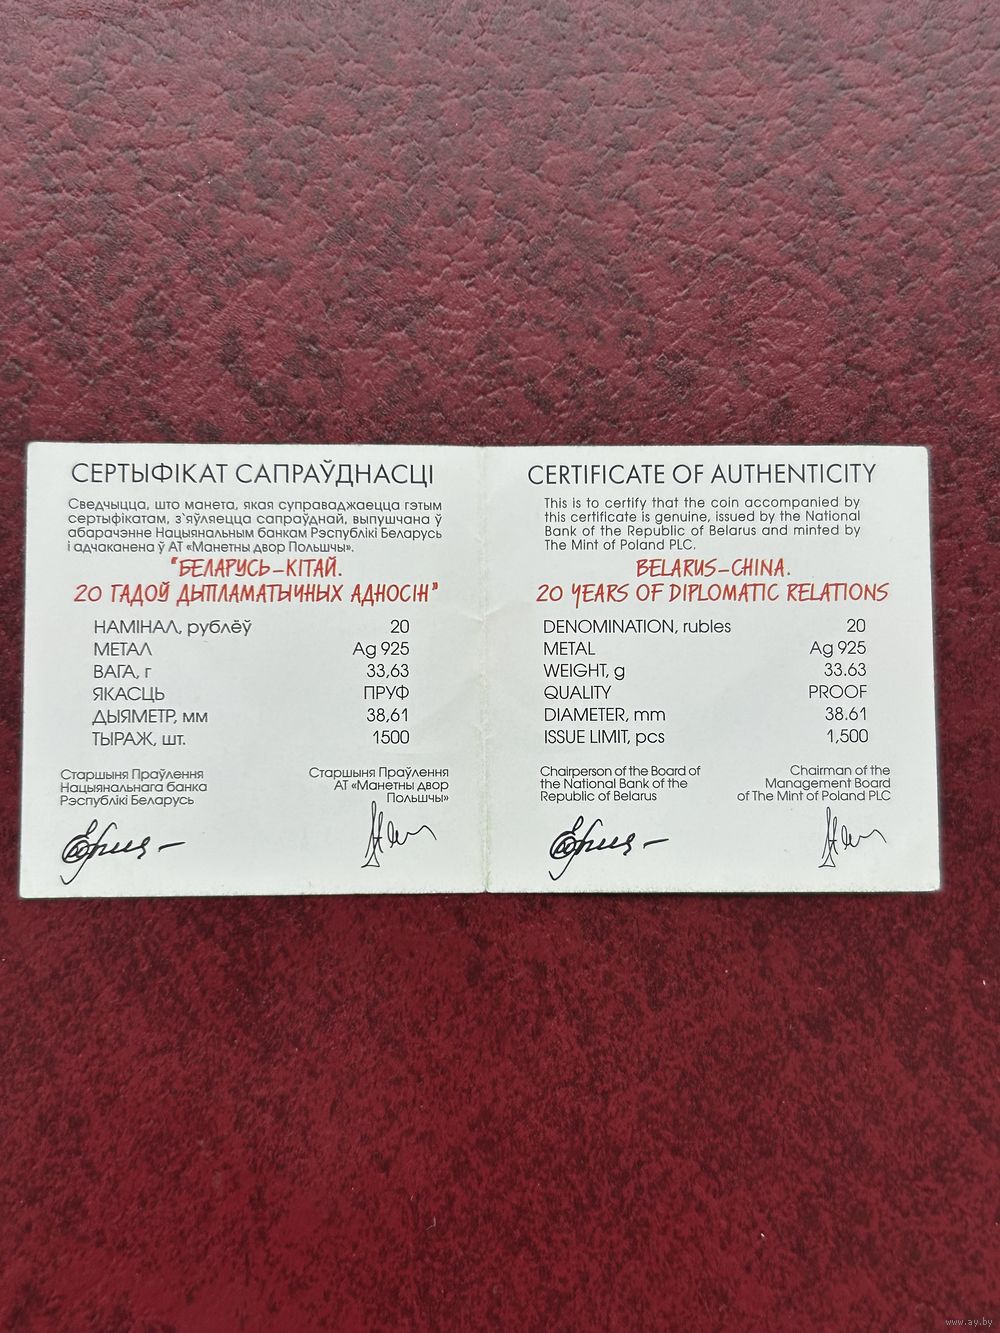 СЕРТЫФІКАТ САПРАЎДНАСЦІ
Сведчыцца, што манета, якая суправаджаецца гэтым
сертыфікатам, з`яўляецца сапраўднай, выпушчана ў
абарачэнне Нацыянальным банкам Рэспублікі Беларусь
і адчаканена ў АТ «Манетны двор Польшчы».
"БЕЛАРУСЬ–КІТАЙ.
20 ГАДОЎ ДЫПЛАМАТЫЧНЫХ АДНОСІН"
НАМІНАЛ, рублёў 20
МЕТАЛ Ag 925
ВАГА, г 33,63
ЯКАСЦЬ ПРУФ
ДЫЯМЕТР, мм 38,61
ТЫРАЖ, шт. 1500
Старшыня Праўлення
Нацыянальнага банка
Рэспублікі Беларусь
Старшыня Праўлення
АТ «Манетны двор
Польшчы»
CERTIFICATE OF AUTHENTICITY
This is to certify that the coin accompanied by
this certificate is genuine, issued by the National
Bank of the Republic of Belarus and minted by
The Mint of Poland PLC.
BELARUS–CHINA.
20 YEARS OF DIPLOMATIC RELATIONS
DENOMINATION, rubles 20
METAL Ag 925
WEIGHT, g 33.63
QUALITY PROOF
DIAMETER, mm 38.61
ISSUE LIMIT, pcs 1,500
Chairperson of the Board of
the National Bank of the
Republic of Belarus
Chairman of the
Management Board
of The Mint of Poland PLC
www.ay.by